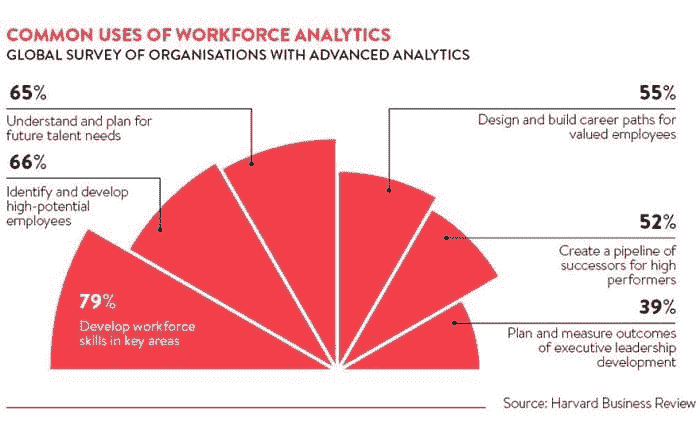 COMMON USES OF WORKFORCE ANALYTICS
GLOBAL SURVEY OF ORGANISATIONS WITH ADVANCED ANALYTICS
65%
Understand and plan for
future talent needs
66%
Identify and develop
high-potential
employees
79%
Develop workforce
skills in key areas
55%
Design and build career paths for
valued employees
52%
Create a pipeline of
successors for high
performers
39%
Plan and measure outcomes
of executive leadership
development
Source: Harvard Business Review